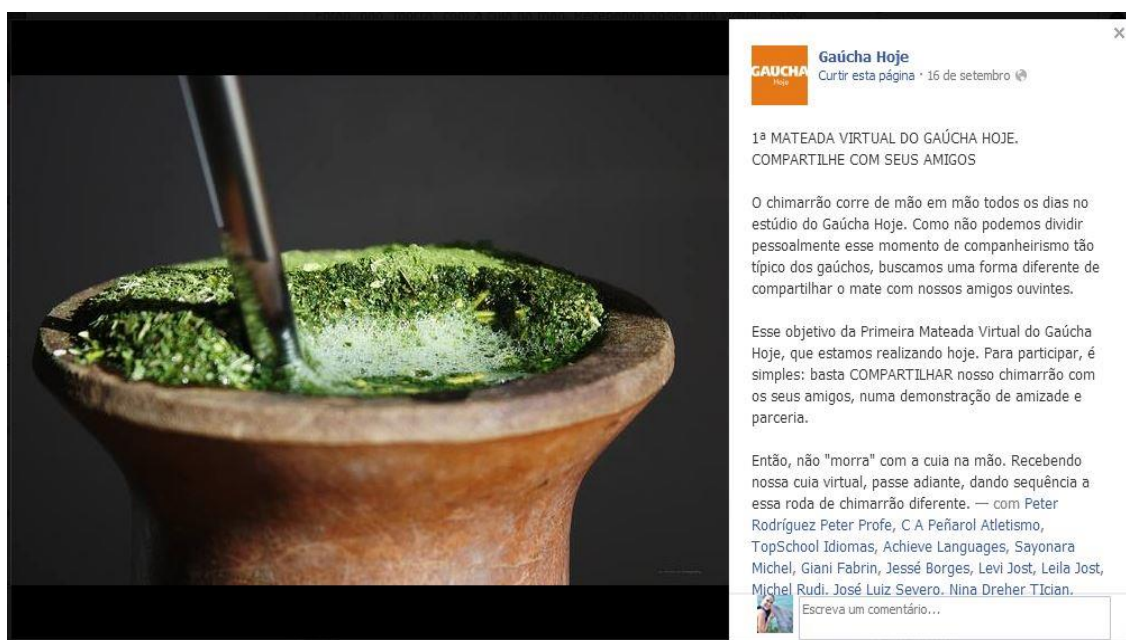 GAÚCHA
Hoje
Gaúcha Hoje
Curtir esta página · 16 de setembro
1ª MATEADA VIRTUAL DO GAÚCHA HOJE.
COMPARTILHE COM SEUS AMIGOS
O chimarrão corre de mão em mão todos os dias no
estúdio do Gaúcha Hoje. Como não podemos dividir
pessoalmente esse momento de companheirismo tão
típico dos gaúchos, buscamos uma forma diferente de
compartilhar o mate com nossos amigos ouvintes.
Esse objetivo da Primeira Mateada Virtual do Gaúcha
Hoje, que estamos realizando hoje. Para participar, é
simples: basta COMPARTILHAR nosso chimarrão com
os seus amigos, numa demonstração de amizade e
parceria.
Então, não "morra" com a cuia na mão. Recebendo
nossa cuia virtual, passe adiante, dando sequência a
essa roda de chimarrão diferente. — com Peter
Rodríguez Peter Profe, C A Peñarol Atletismo,
TopSchool Idiomas, Achieve Languages, Sayonara
Michel, Giani Fabrin, Jessé Borges, Levi Jost, Leila Jost,
Michel Rudi, José Luiz Severo, Nina Dreher TIcian,
Escreva um comentário...